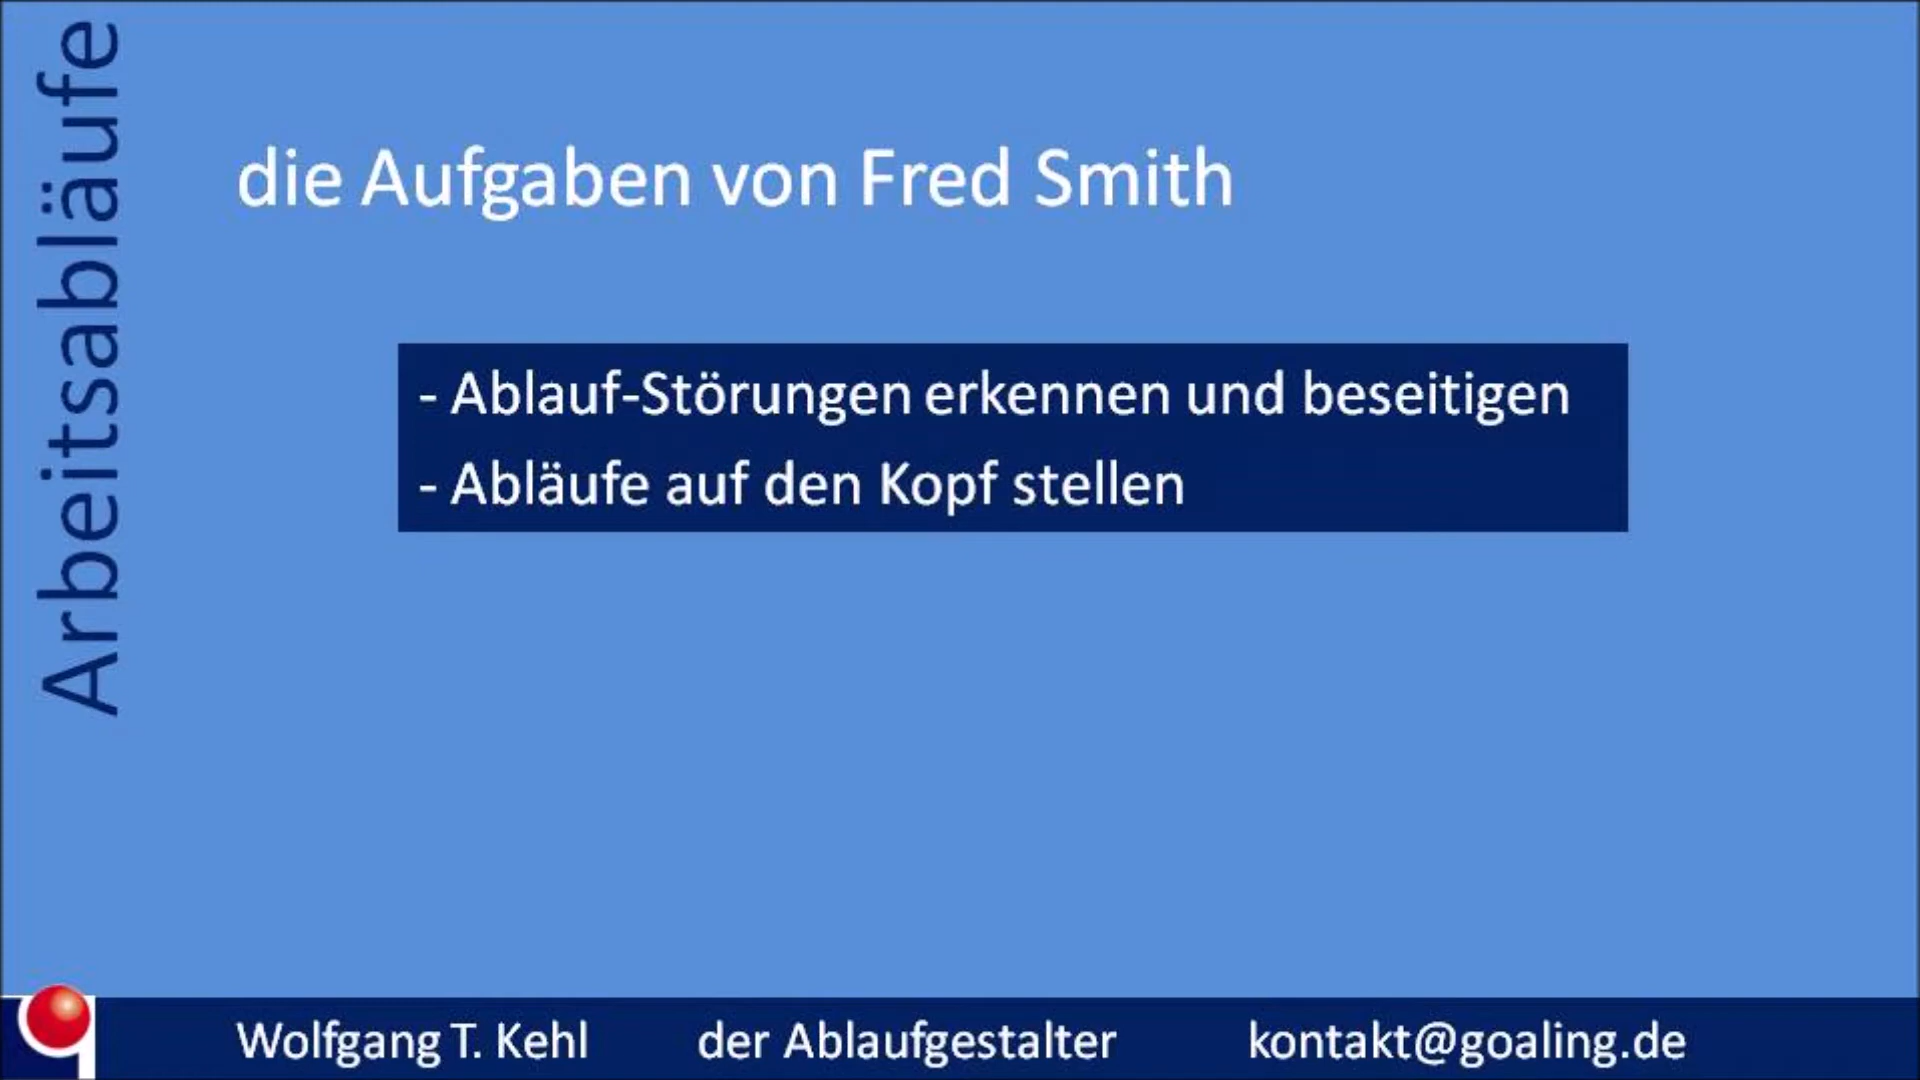 Arbeitsabläufe
die Aufgaben von Fred Smith
- Ablauf-Störungen erkennen und beseitigen
- Abläufe auf den Kopf stellen
Wolfgang T. Kehl der Ablaufgestalter kontakt@goaling.de